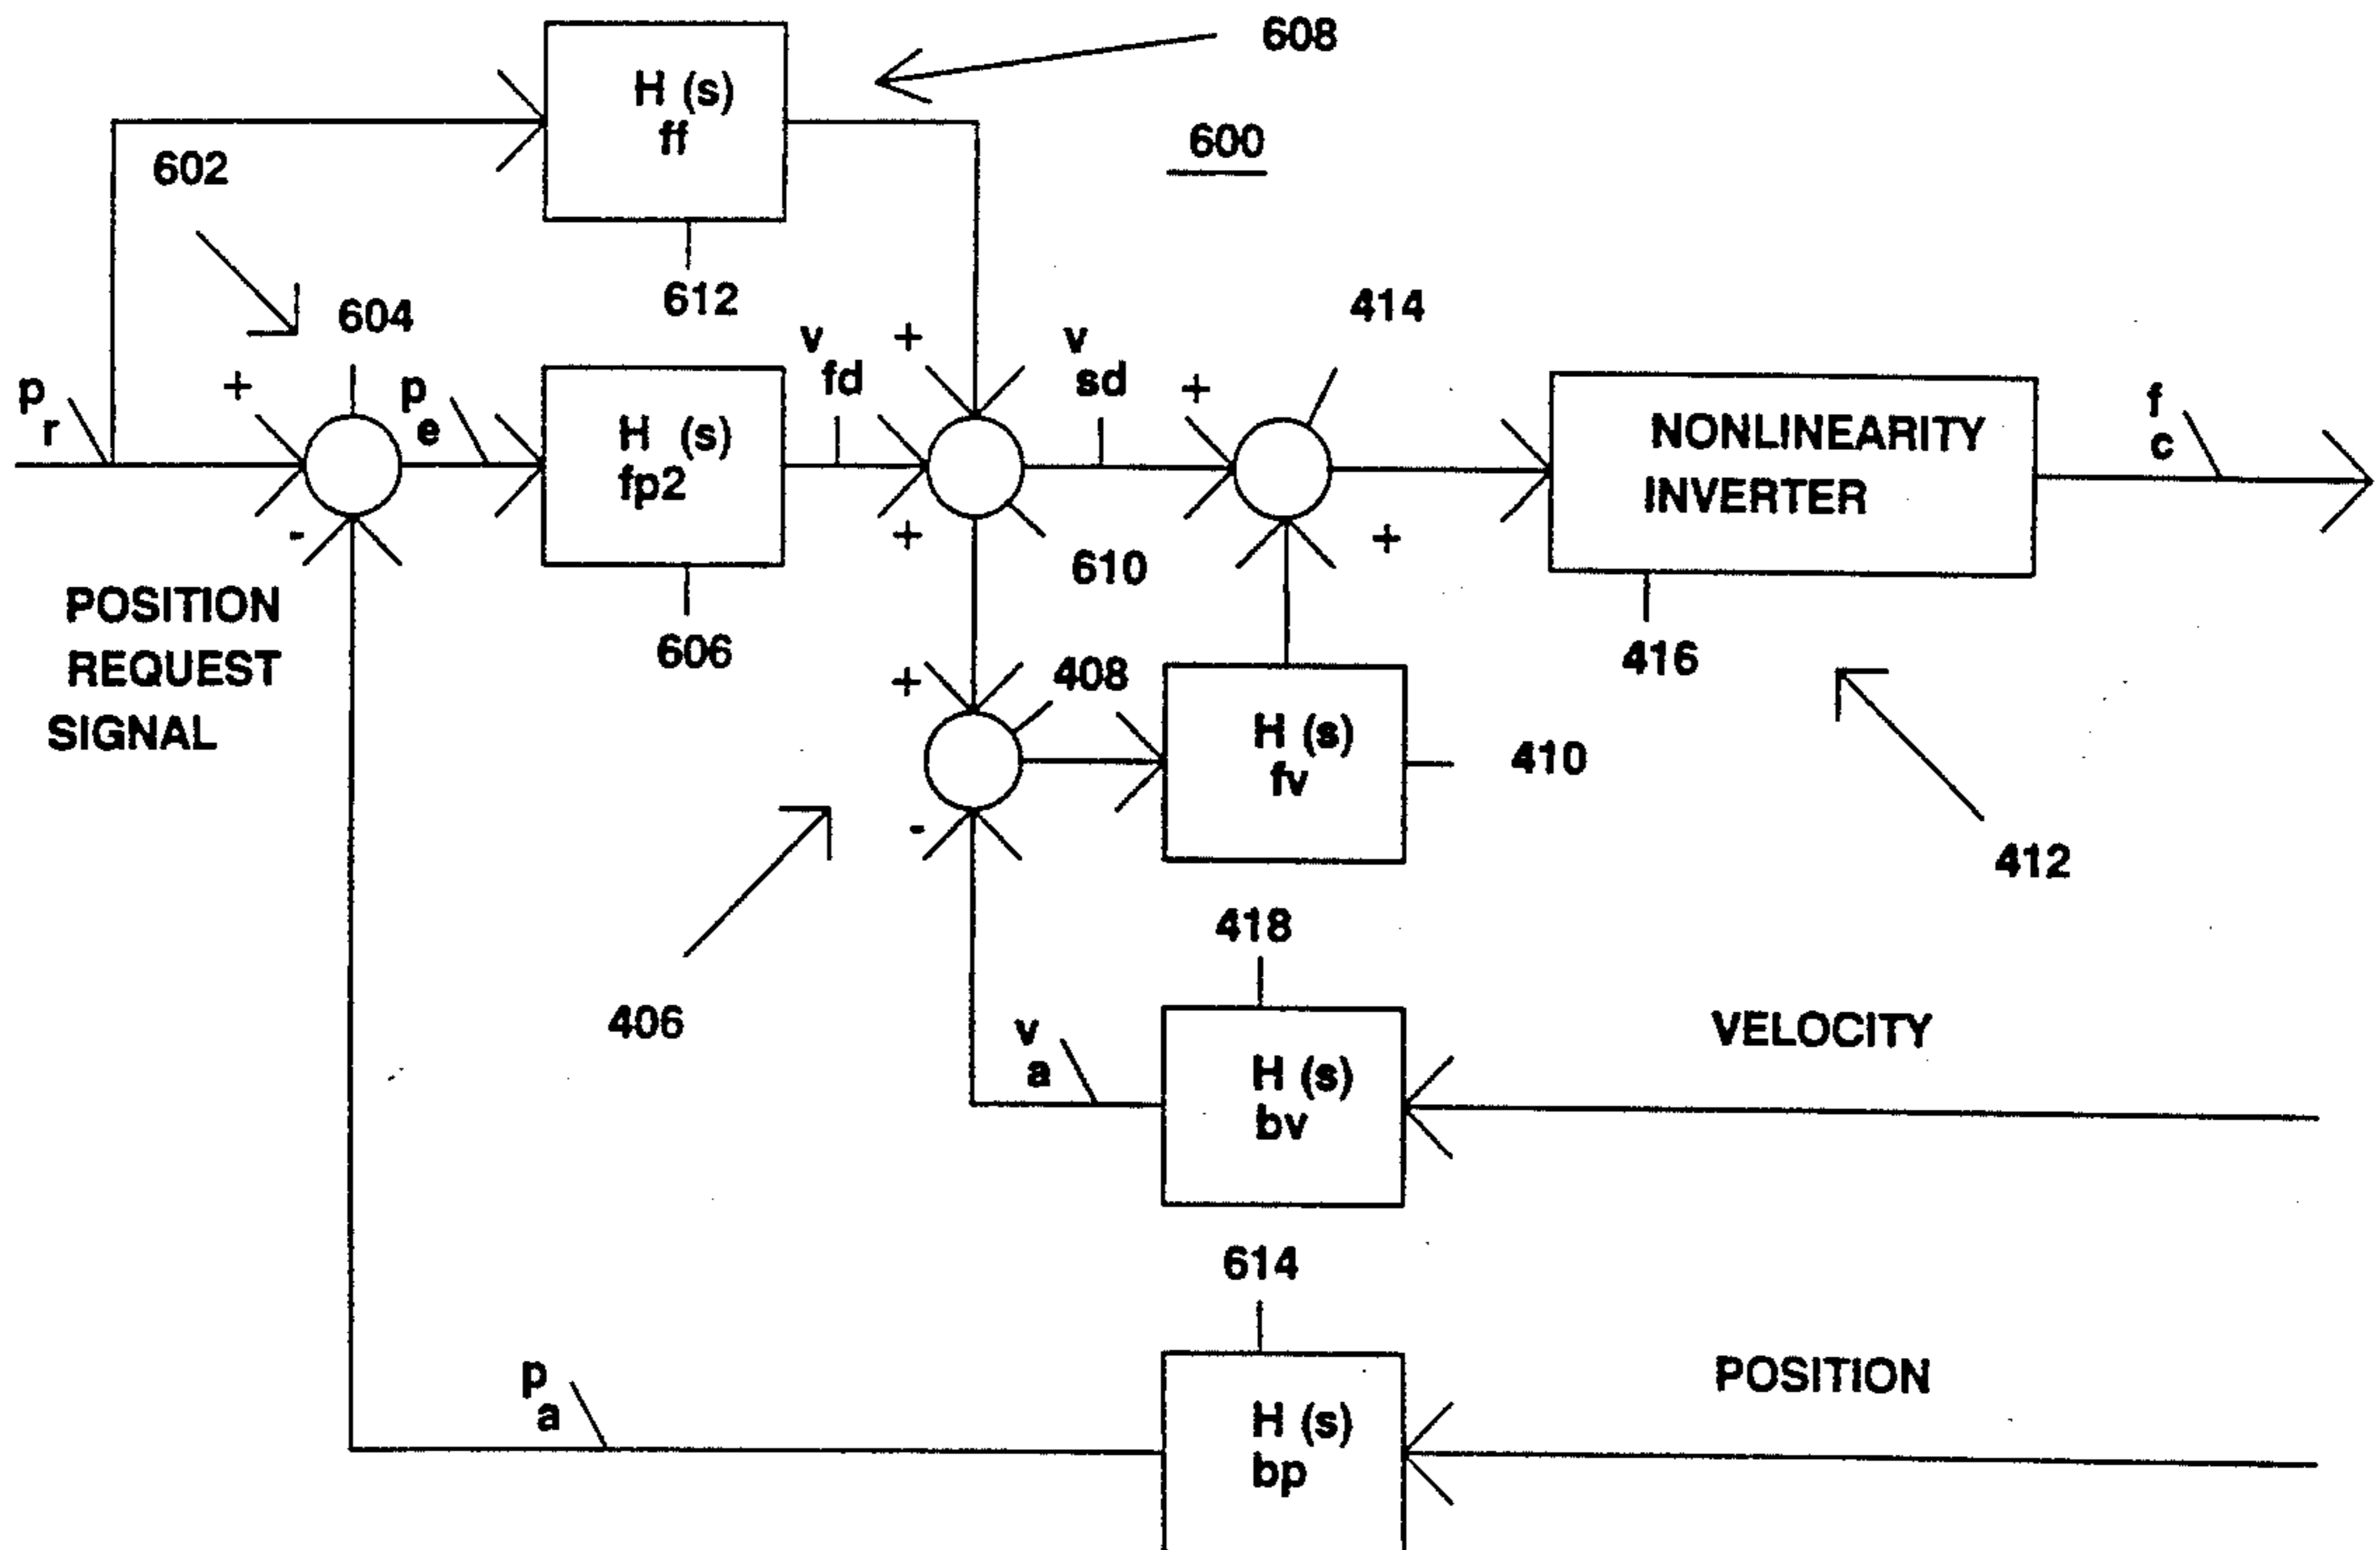 608
H (s)
ff
600
602
612
604
414
p
r
+
p
e
H (s)
fp2
v
fd
+
v
sd
+
NONLINEARITY
INVERTER
f
c
-
+
+
610
POSITION
REQUEST
SIGNAL
606
416
+
408
H (s)
fv
410
-
412
418
406
v
a
H (s)
bv
VELOCITY
614
p
a
H (s)
bp
POSITION